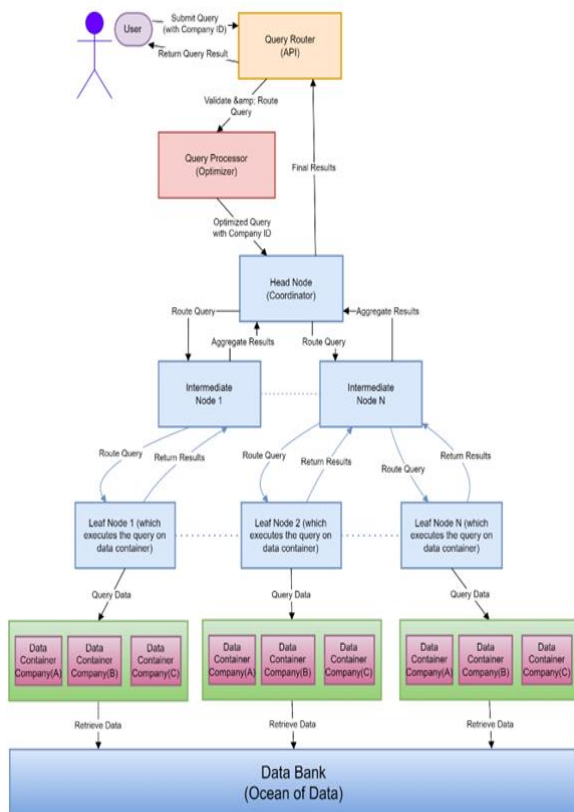 User
Submit Query
(with Company ID)
Return Query Result
Query Router
(API)
Validate &amp; Route
Query
Query Processor
(Optimizer)
Final Results
Optimized Query
with Company ID
Head Node
(Coordinator)
Route Query
Aggregate Results
Route Query
Aggregate Results
Intermediate
Node 1
Intermediate
Node N
Route Query
Return Results
Route Query
Return Results
Route Query
Return Results
Leaf Node 1 (which
executes the query on
data container)
Leaf Node 2 (which
executes the query on
data container)
Leaf Node N (which
executes the query on
data container)
Query Data
Query Data
Query Data
Data
Container
Company(A)
Data
Container
Company(B)
Data
Container
Company(C)
Data
Container
Company(A)
Data
Container
Company(B)
Data
Container
Company(C)
Data
Container
Company(A)
Data
Container
Company(B)
Data
Container
Company(C)
Retrieve Data
Retrieve Data
Retrieve Data
Data Bank
(Ocean of Data)